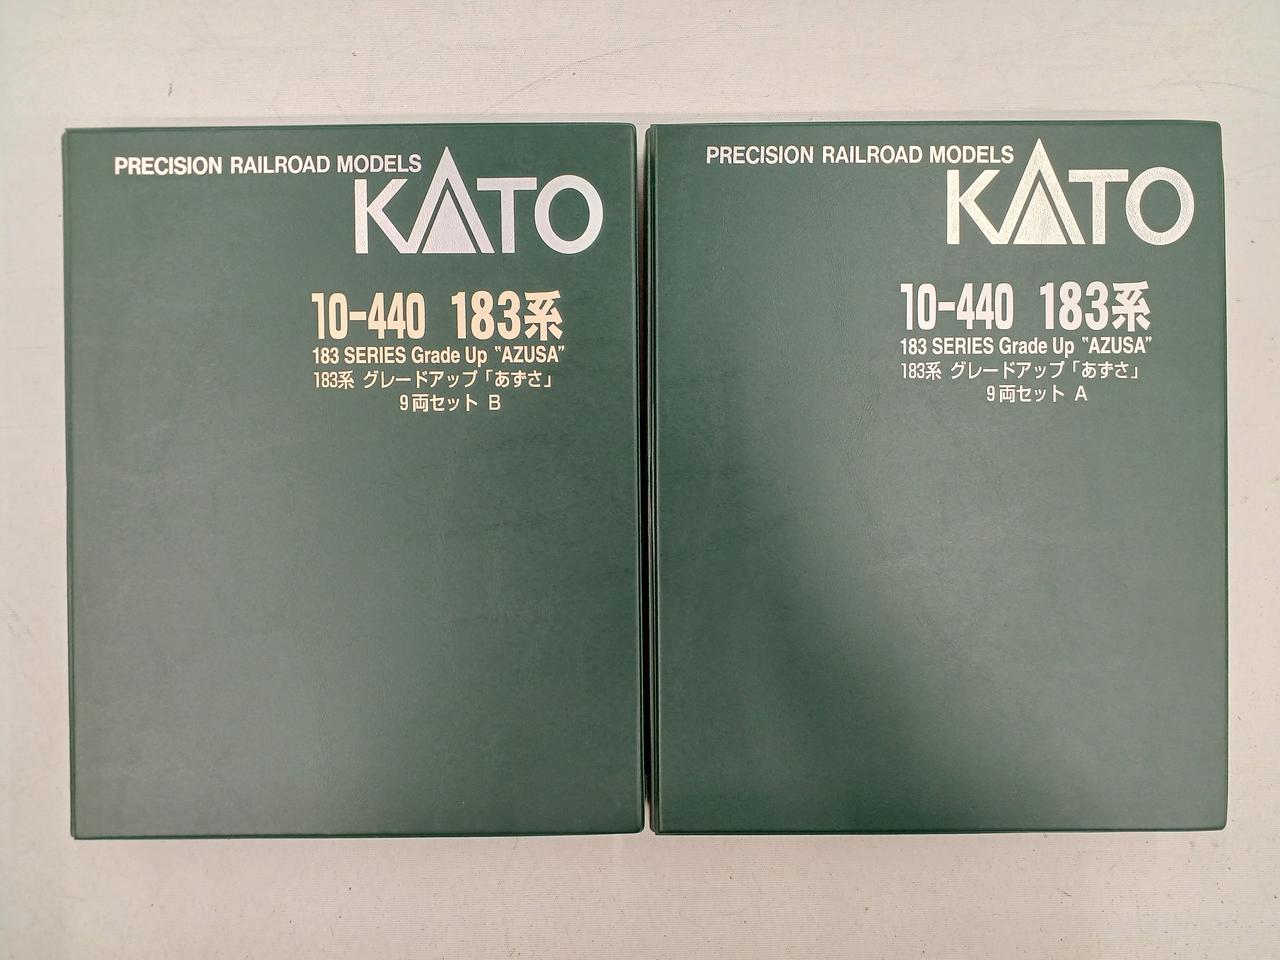 PRECISION RAILROAD MODELS
KATO
10-440 183系
183 SERIES Grade Up "AZUSA"
183系 グレードアップ「あずさ」
9両セット B
PRECISION RAILROAD MODELS
KATO
10-440 183系
183 SERIES Grade Up "AZUSA"
183系 グレードアップ「あずさ」
9両セット A